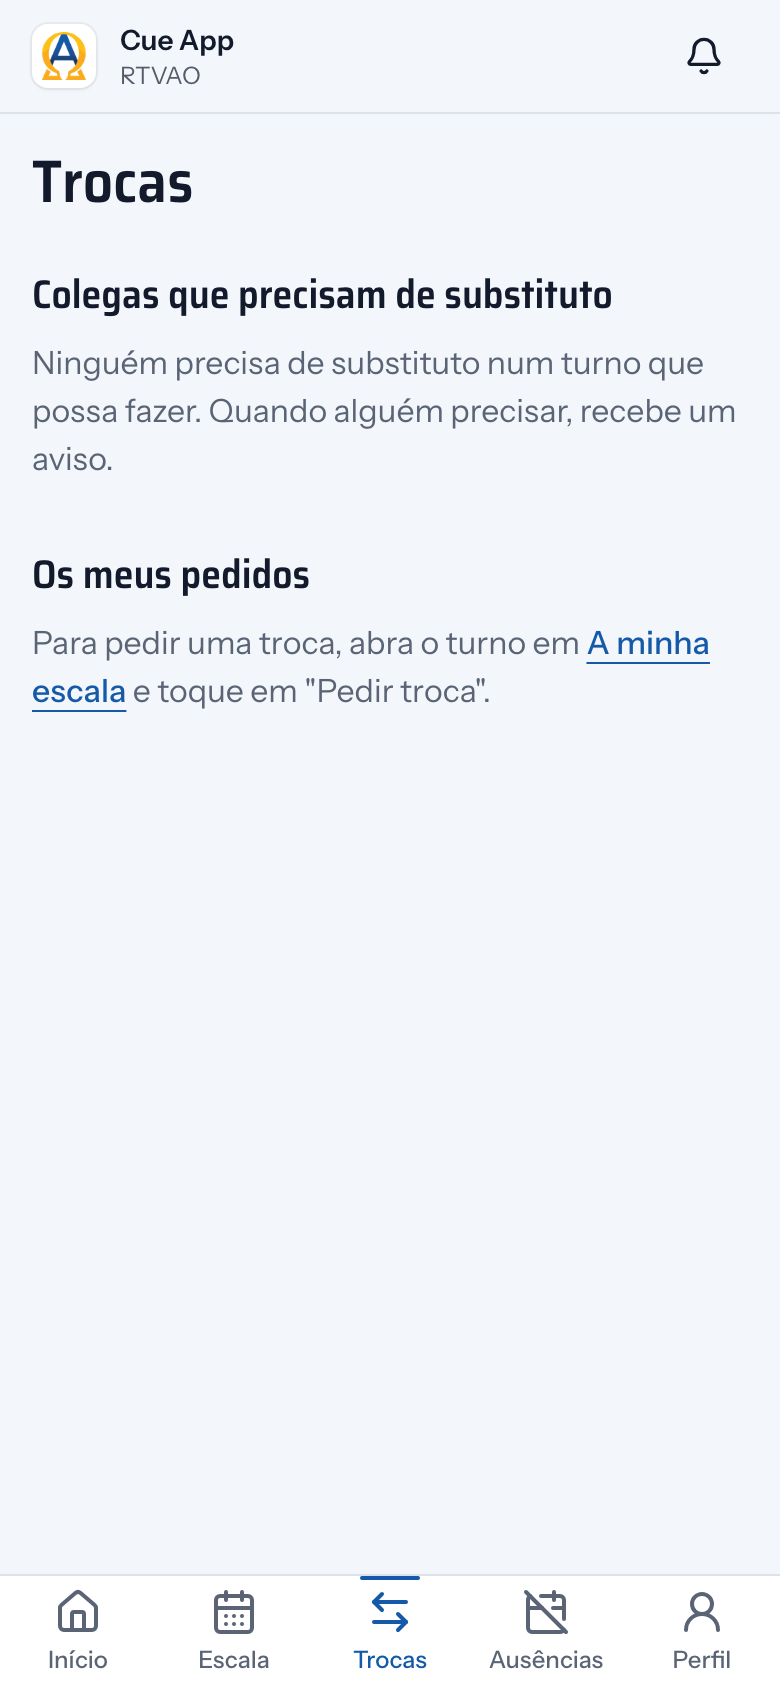 Cue App
RTVAO
Trocas
Colegas que precisam de substituto
Ninguém precisa de substituto num turno que
possa fazer. Quando alguém precisar, recebe um
aviso.
Os meus pedidos
Para pedir uma troca, abra o turno em A minha
escala e toque em "Pedir troca".
Início
Escala
Trocas
Ausências
Perfil